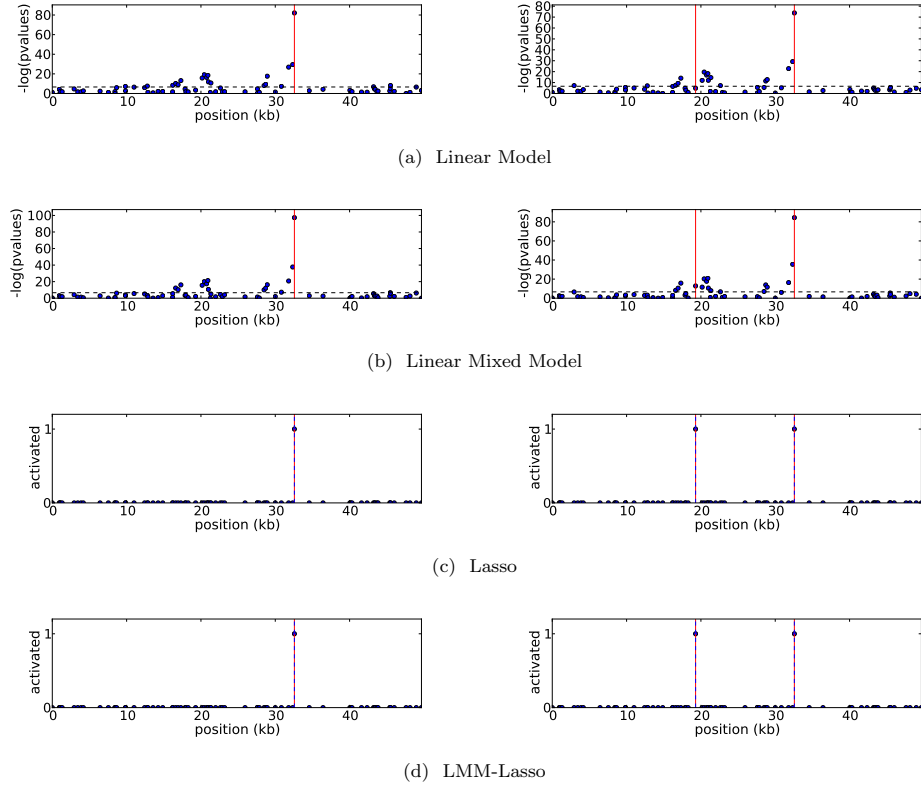 -log(pvalues)
80
60
40
20
0
0 10 20 30 40
position (kb)
-log(pvalues)
80
70
60
50
40
30
20
10
0
0 10 20 30 40
position (kb)
(a) Linear Model
-log(pvalues)
100
80
60
40
20
0
0 10 20 30 40
position (kb)
-log(pvalues)
80
60
40
20
0
0 10 20 30 40
position (kb)
(b) Linear Mixed Model
activated
1
0
0 10 20 30 40
position (kb)
activated
1
0
0 10 20 30 40
position (kb)
(c) Lasso
activated
1
0
0 10 20 30 40
position (kb)
activated
1
0
0 10 20 30 40
position (kb)
(d) LMM-Lasso